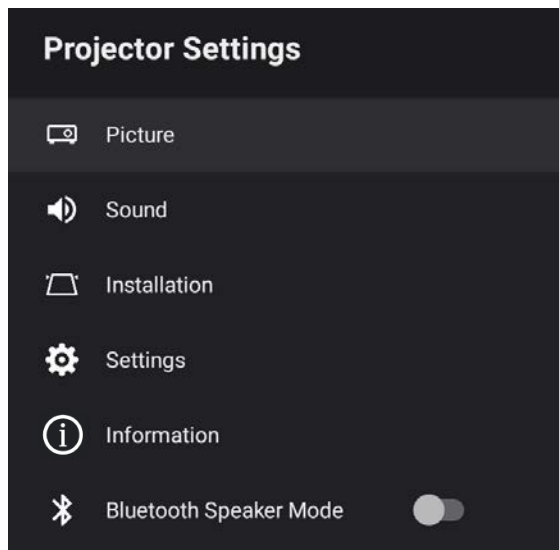 Projector Settings
Picture
Sound
Installation
Settings
Information
Bluetooth Speaker Mode